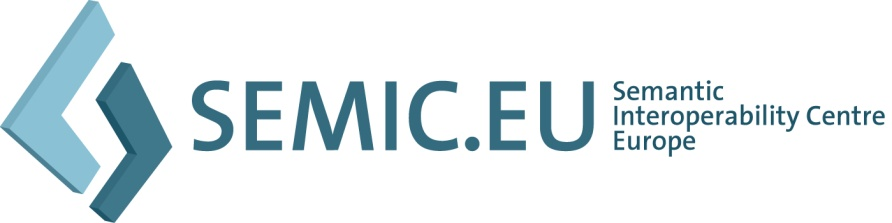 SEMIC.EU
Semantic
Interoperability Centre
Europe